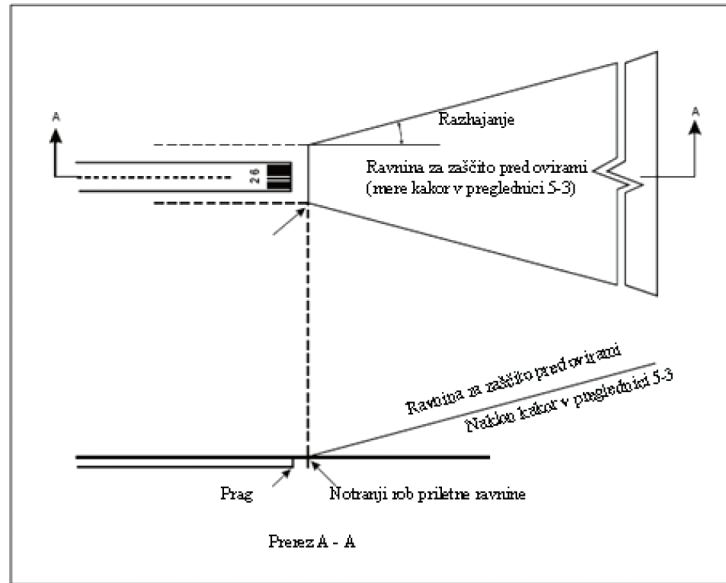 A
A
Razhajanje
Ravnina za zaščito pred ovirami
(mere kakor v preglednici 5-3)
26
Ravnina za zaščito pred ovirami
Naklon kakor v preglednici 5-3
Prag
Notranji rob priletne ravnine
Prerez A - A